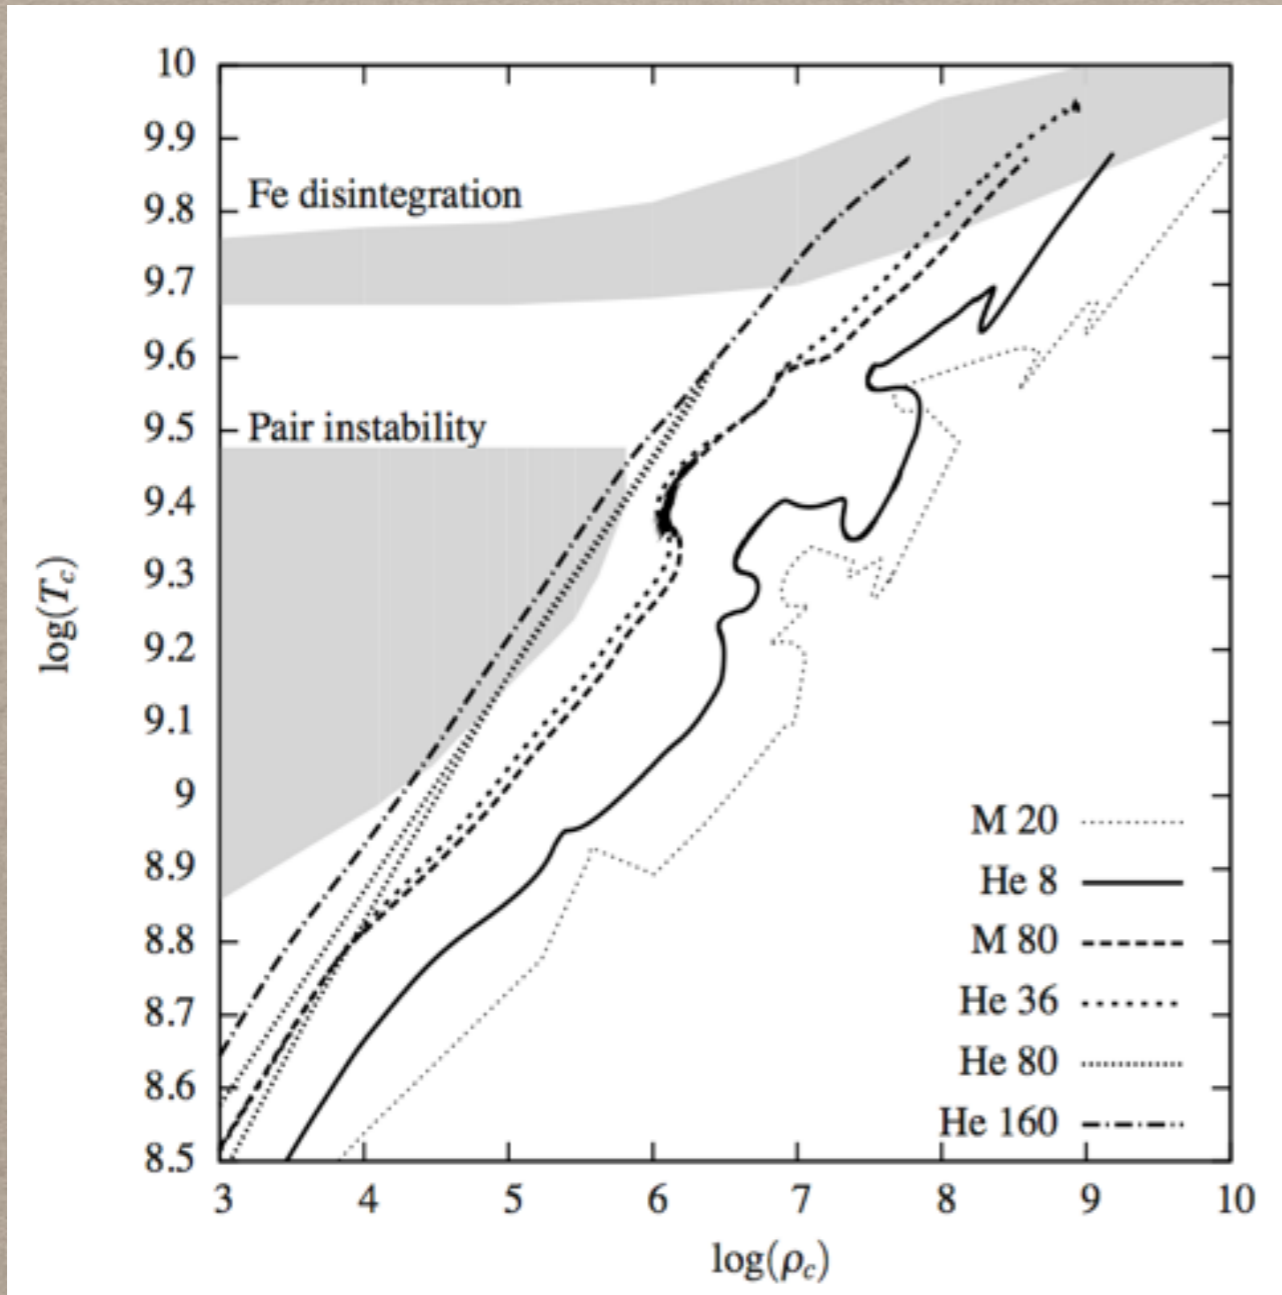 10
9.9
9.8
9.7
9.6
9.5
9.4
9.3
9.2
9.1
9
8.9
8.8
8.7
8.6
8.5
log(T_c)
Fe disintegration
Pair instability
M 20
He 8
M 80
He 36
He 80
He 160
3 4 5 6 7 8 9 10
log(ρ_c)